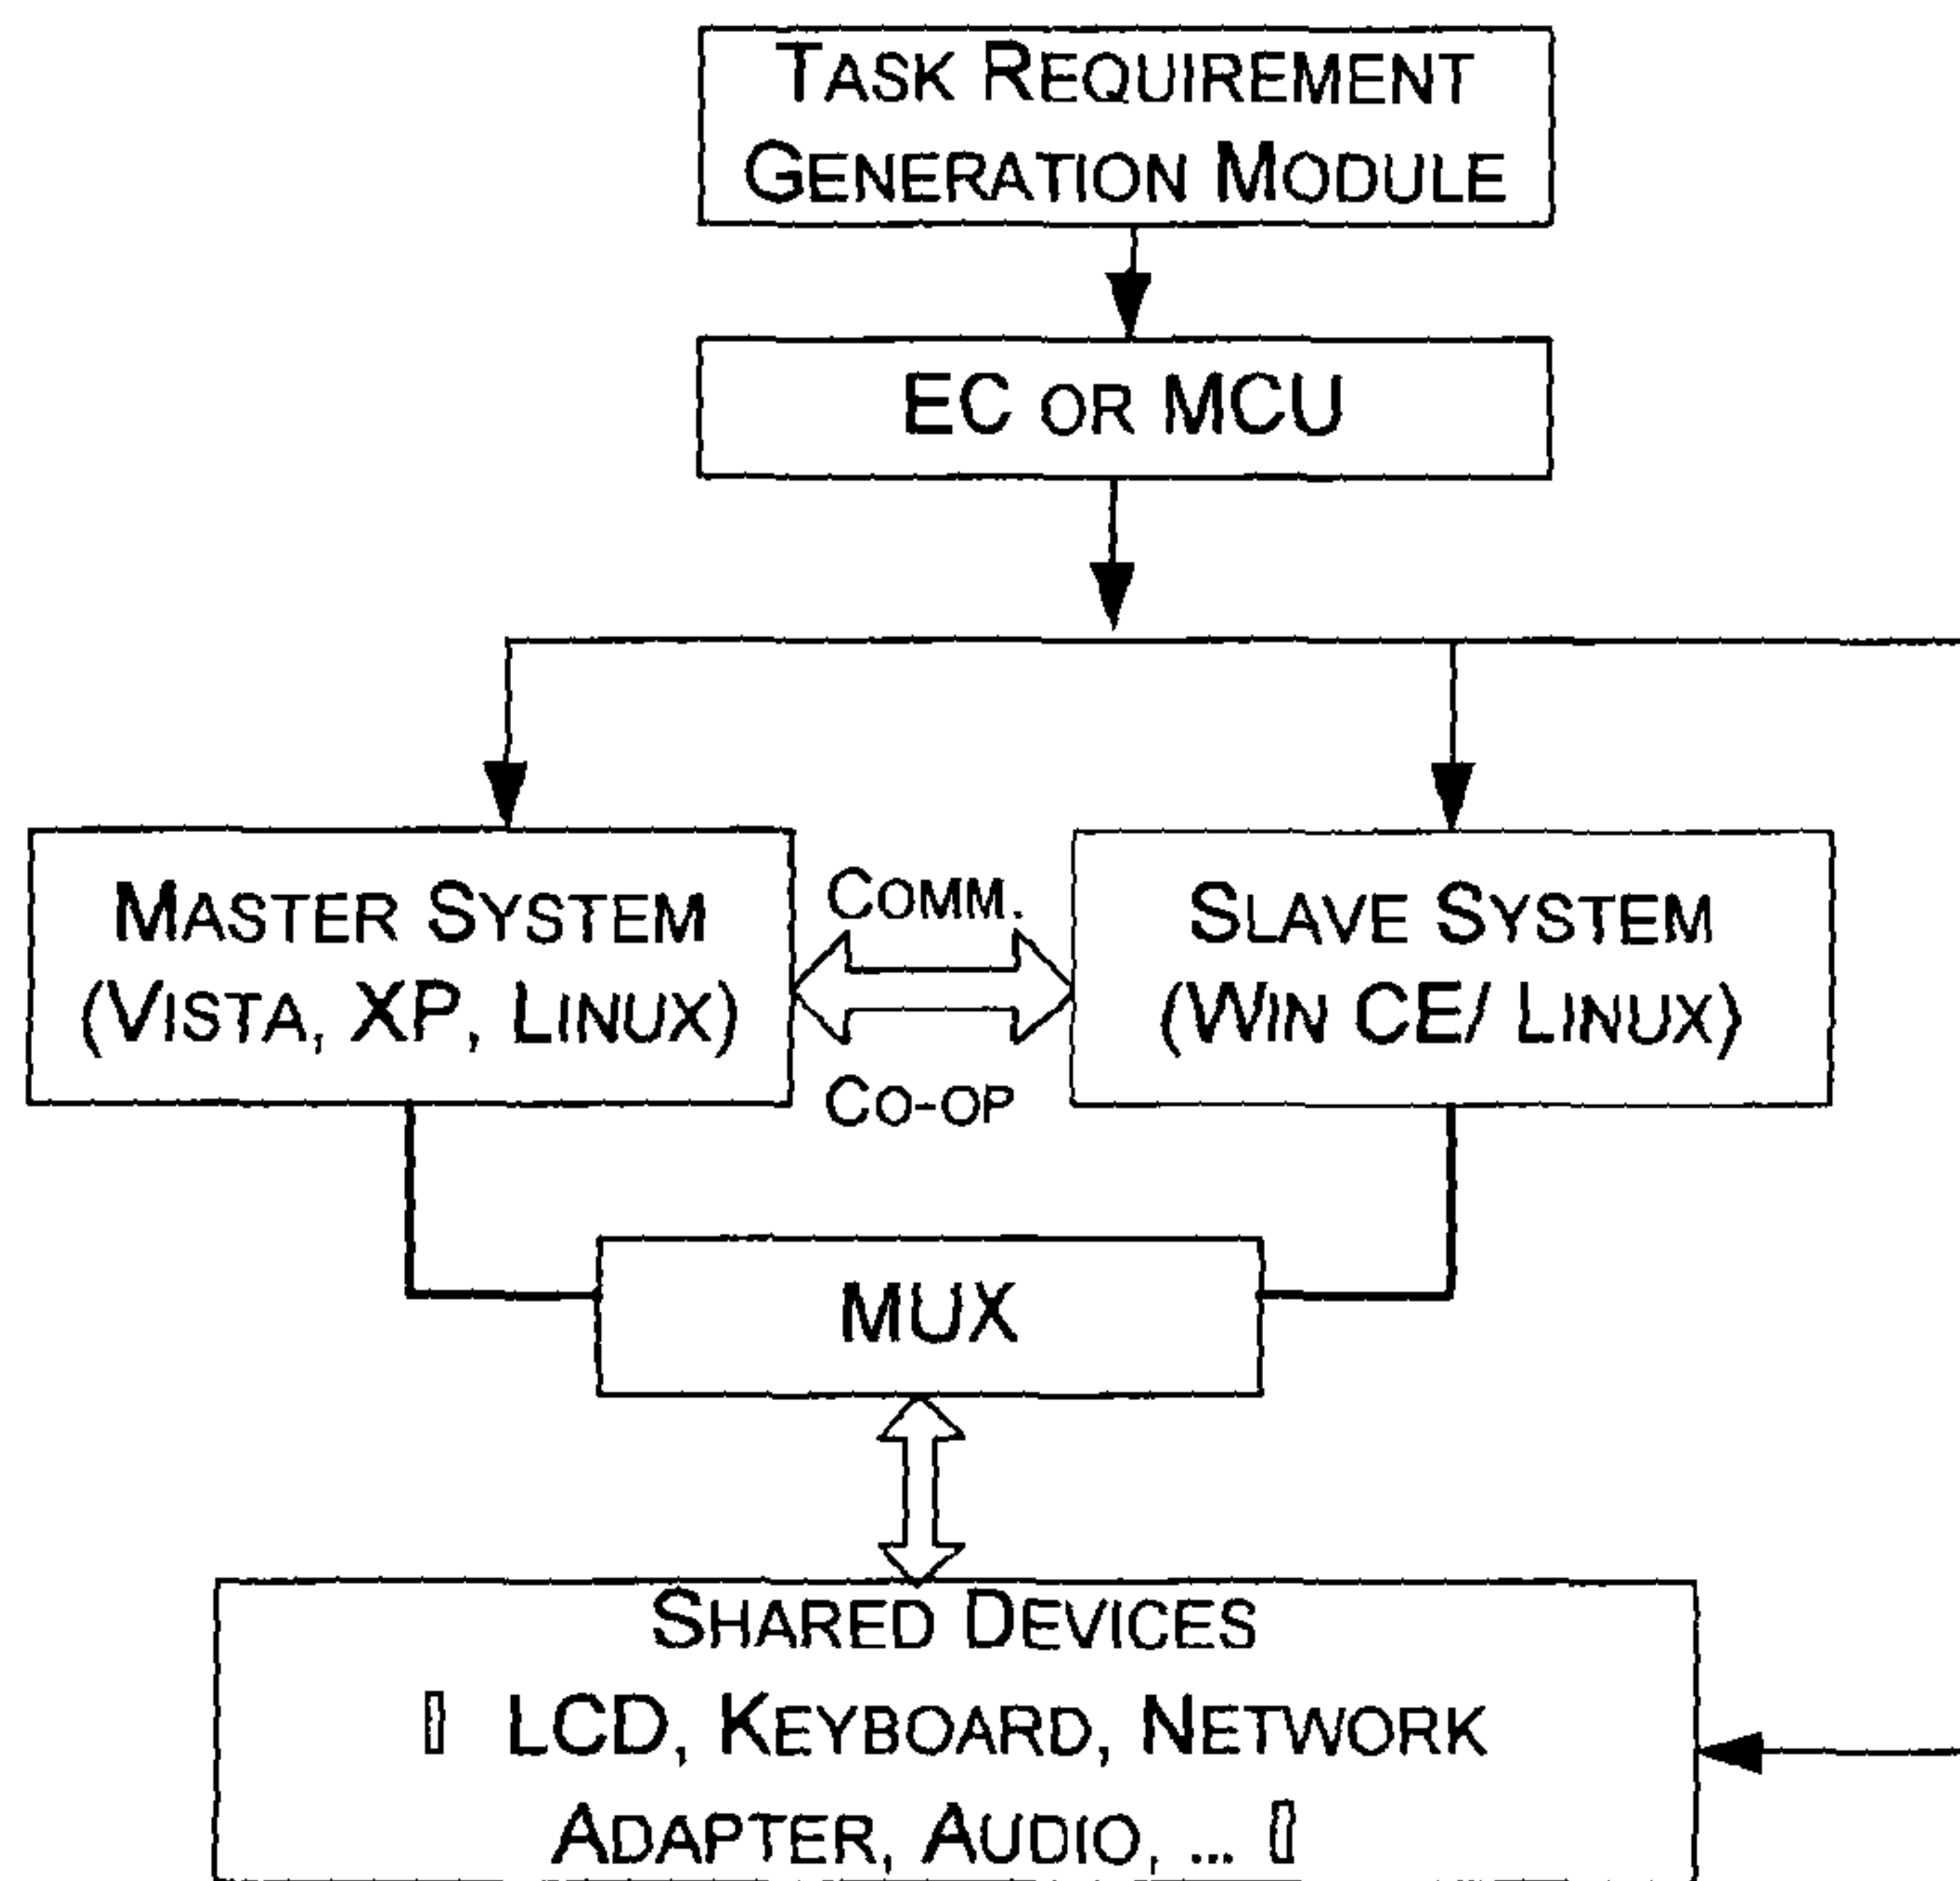 TASK REQUIREMENT
GENERATION MODULE
EC OR MCU
MASTER SYSTEM
(VISTA, XP, LINUX)
COMM.
CO-OP
SLAVE SYSTEM
(WIN CE/ LINUX)
MUX
SHARED DEVICES
▯ LCD, KEYBOARD, NETWORK
ADAPTER, AUDIO, ... ▯